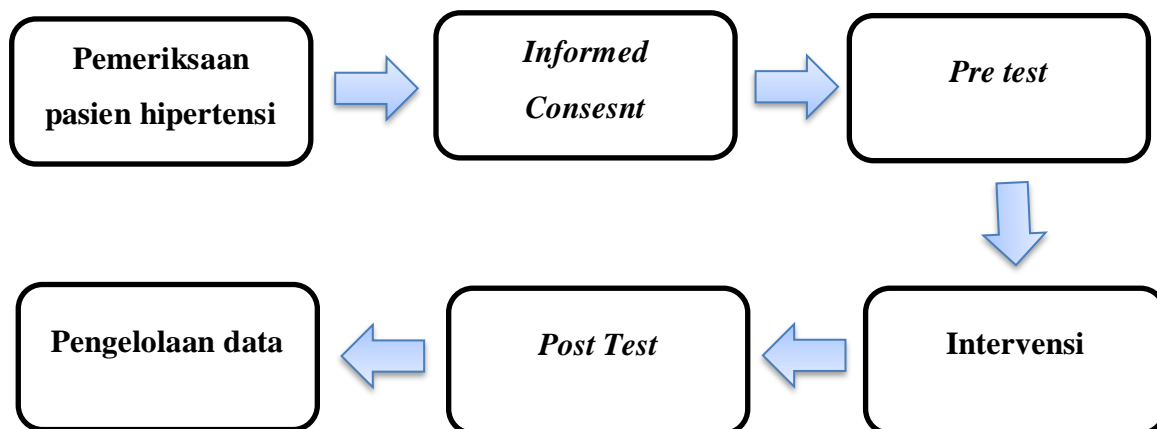 Pemeriksaan
pasien hipertensi
Informed
Consesnt
Pre test
Intervensi
Post Test
Pengelolaan data